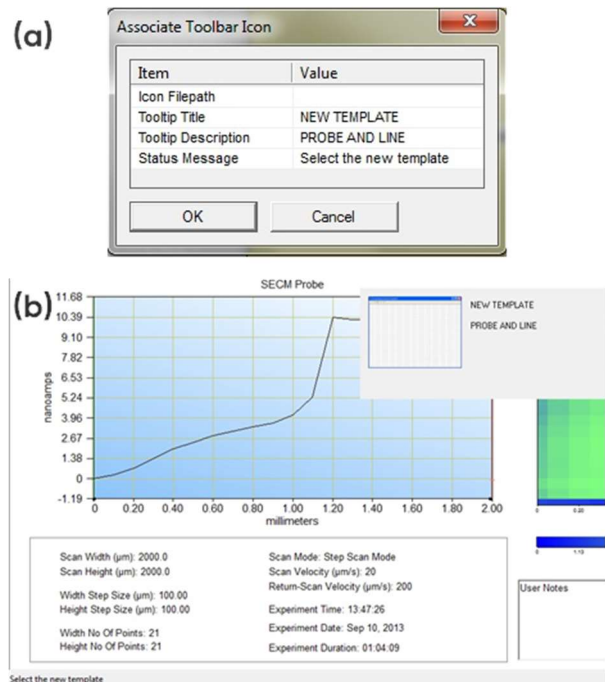 (a)
Associate Toolbar Icon
Item Value
Icon Filepath
Tooltip Title NEW TEMPLATE
Tooltip Description PROBE AND LINE
Status Message Select the new template
OK Cancel
(b)
SECM Probe
NEW TEMPLATE
PROBE AND LINE
nanoamps
11.68
10.39
9.10
7.82
6.53
5.24
3.96
2.67
1.38
0
-1.19
0 0.20 0.40 0.60 0.80 1.00 1.20 1.40 1.60 1.80 2.00
millimeters
0 0.20
0 1.19
Scan Width (µm): 2000.0
Scan Height (µm): 2000.0
Width Step Size (µm): 100.00
Height Step Size (µm): 100.00
Width No Of Points: 21
Height No Of Points: 21
Scan Mode: Step Scan Mode
Scan Velocity (µm/s): 20
Return-Scan Velocity (µm/s): 200
Experiment Time: 13:47:26
Experiment Date: Sep 10, 2013
Experiment Duration: 01:04:09
User Notes
Select the new template